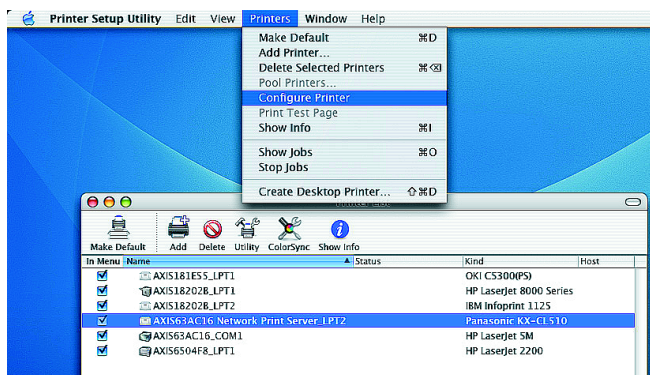 Printer Setup Utility Edit View Printers Window Help
Make Default ⌘D
Add Printer...
Delete Selected Printers ⌘⌫
Pool Printers...
Configure Printer
Print Test Page
Show Info ⌘I
Show Jobs ⌘O
Stop Jobs
Create Desktop Printer... ⇧⌘D
Printer List
Make Default Add Delete Utility ColorSync Show Info
In Menu Name Status Kind Host
AXIS181E55_LPT1 OKI C5300(PS)
AXIS18202B_LPT1 HP LaserJet 8000 Series
AXIS18202B_LPT2 IBM Infoprint 1125
AXIS63AC16 Network Print Server_LPT2 Panasonic KX-CL510
AXIS63AC16_COM1 HP LaserJet 5M
AXIS6504F8_LPT1 HP LaserJet 2200